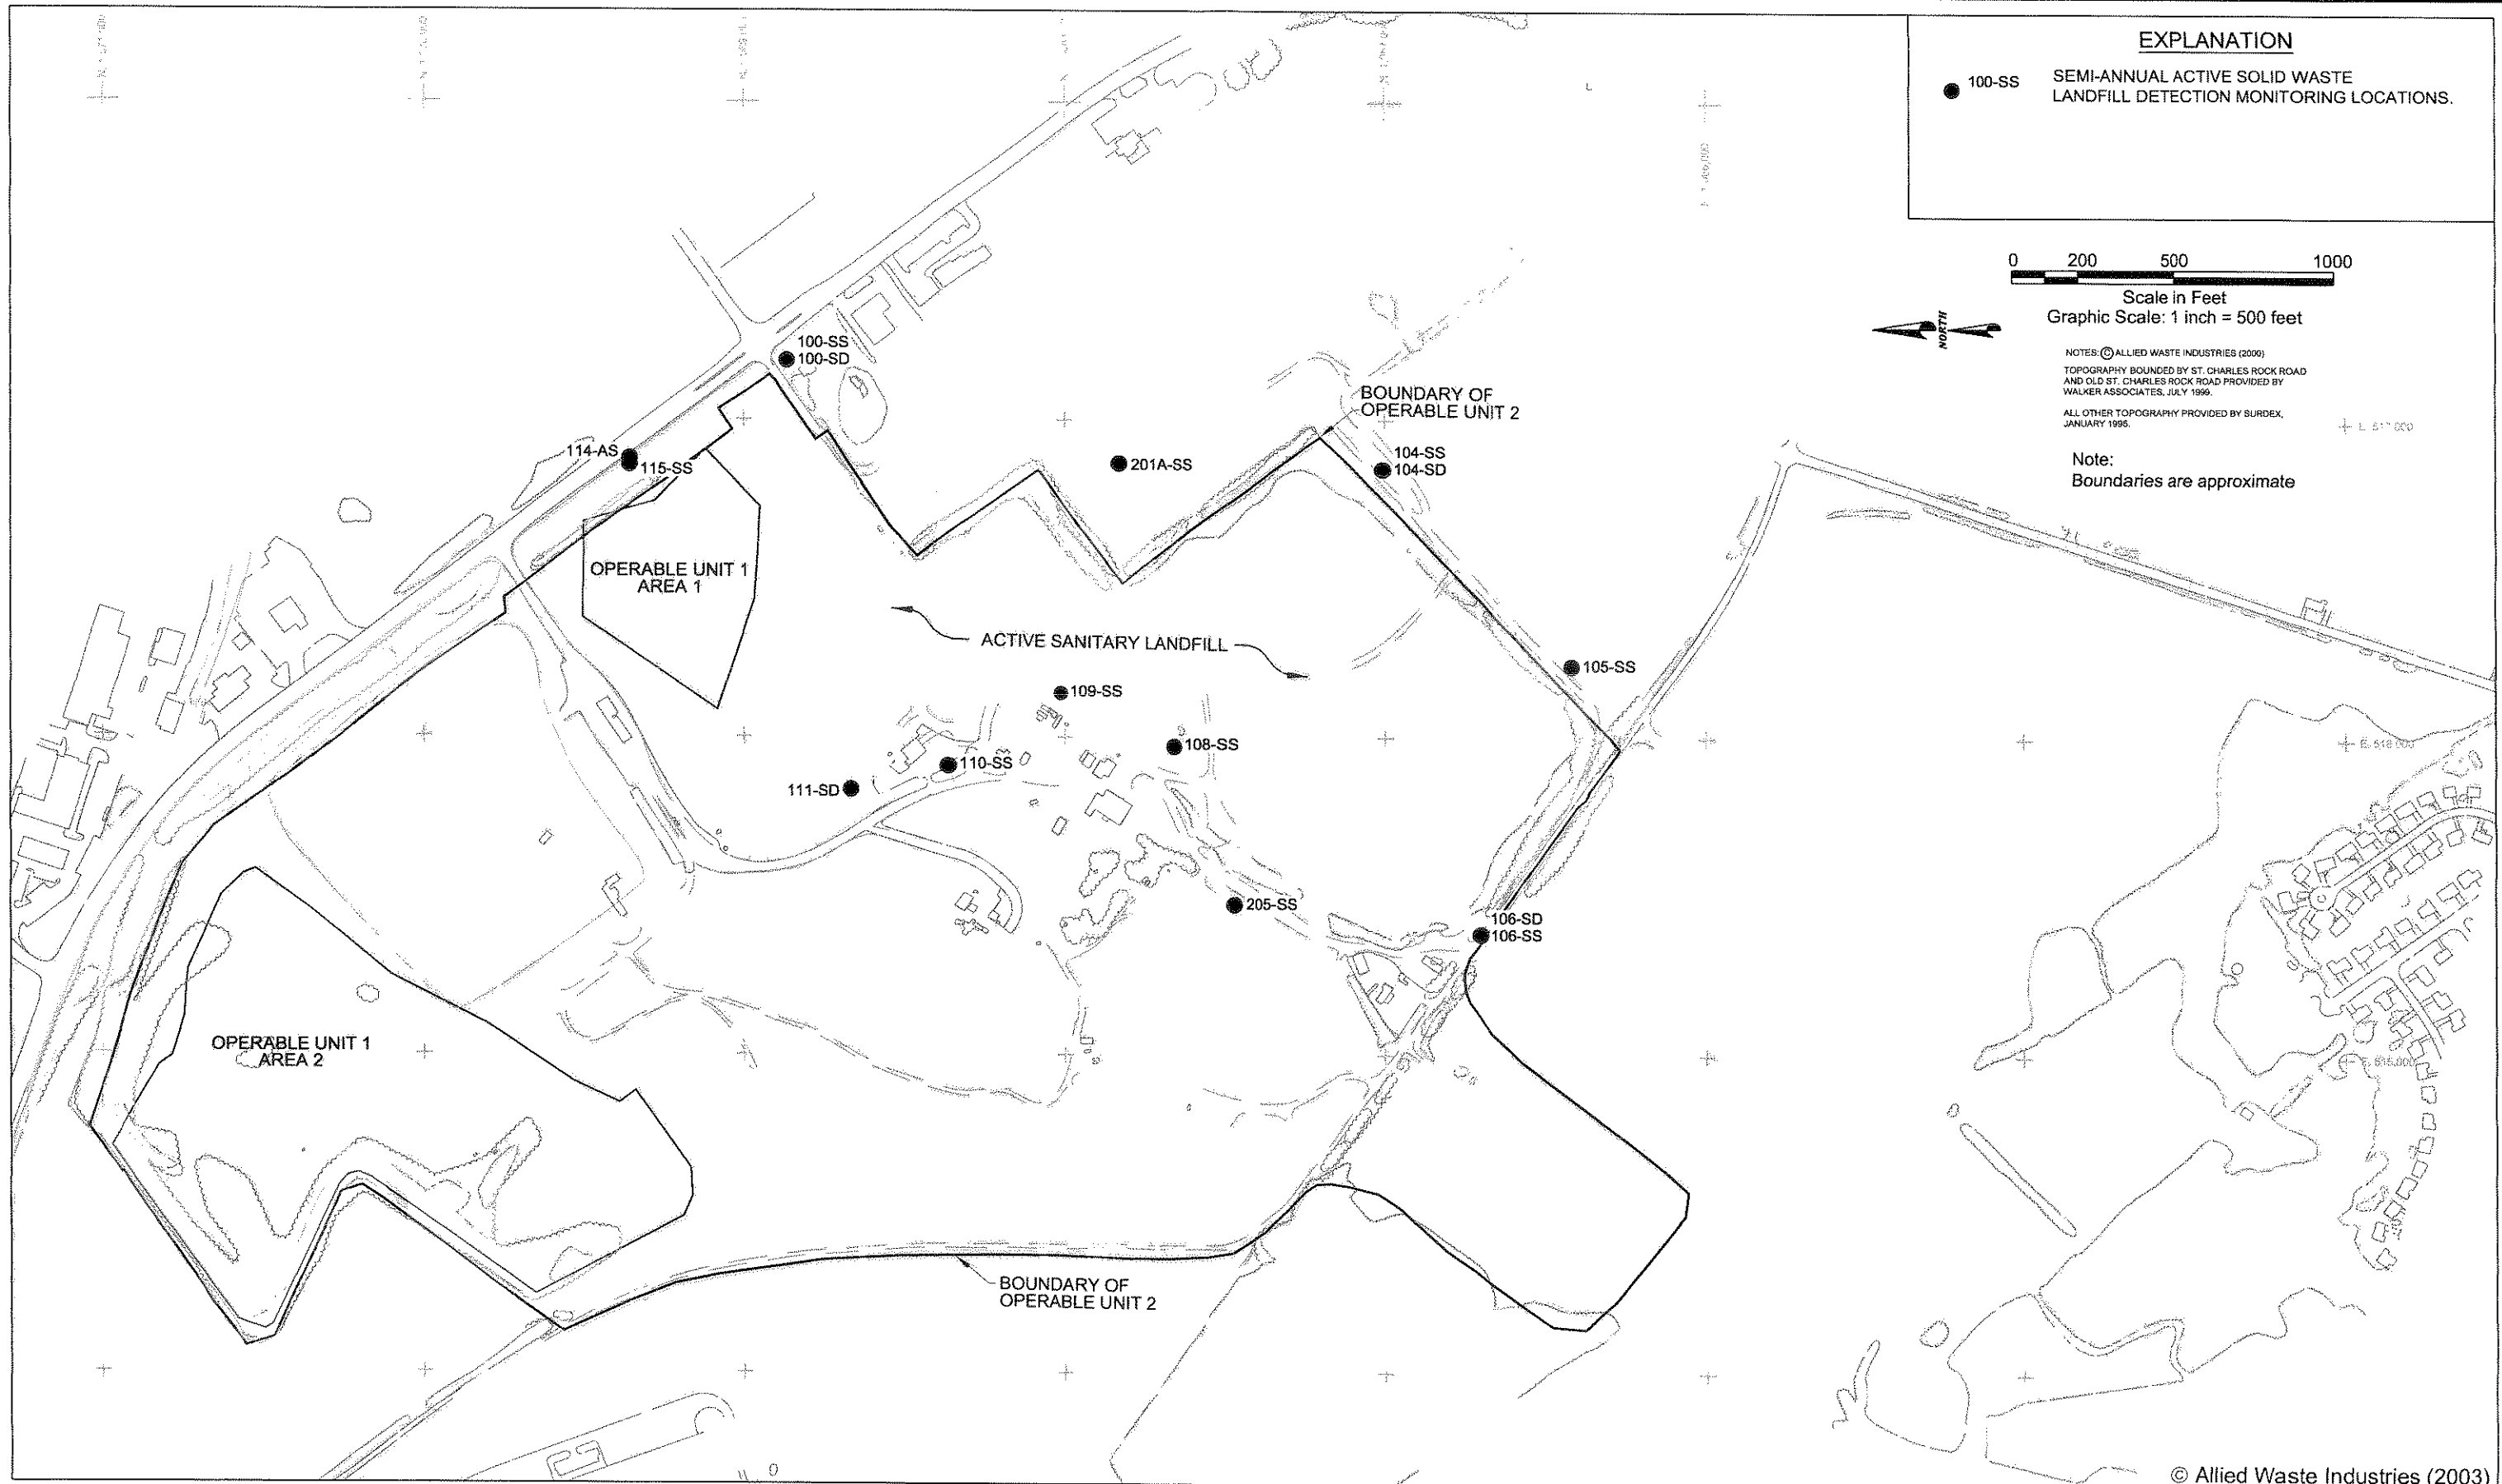 EXPLANATION
100-SS
SEMI-ANNUAL ACTIVE SOLID WASTE
LANDFILL DETECTION MONITORING LOCATIONS.
0 200 500 1000
Scale in Feet
Graphic Scale: 1 inch = 500 feet
NORTH
NOTES: © ALLIED WASTE INDUSTRIES (2000)
TOPOGRAPHY BOUNDED BY ST. CHARLES ROCK ROAD
AND OLD ST. CHARLES ROCK ROAD PROVIDED BY
WALKER ASSOCIATES, JULY 1999.
ALL OTHER TOPOGRAPHY PROVIDED BY SURDEX,
JANUARY 1995.
Note:
Boundaries are approximate
100-SS
100-SD
BOUNDARY OF
OPERABLE UNIT 2
114-AS
115-SS
201A-SS
104-SS
104-SD
OPERABLE UNIT 1
AREA 1
ACTIVE SANITARY LANDFILL
105-SS
109-SS
108-SS
110-SS
111-SD
205-SS
106-SD
106-SS
OPERABLE UNIT 1
AREA 2
BOUNDARY OF
OPERABLE UNIT 2
© Allied Waste Industries (2003)